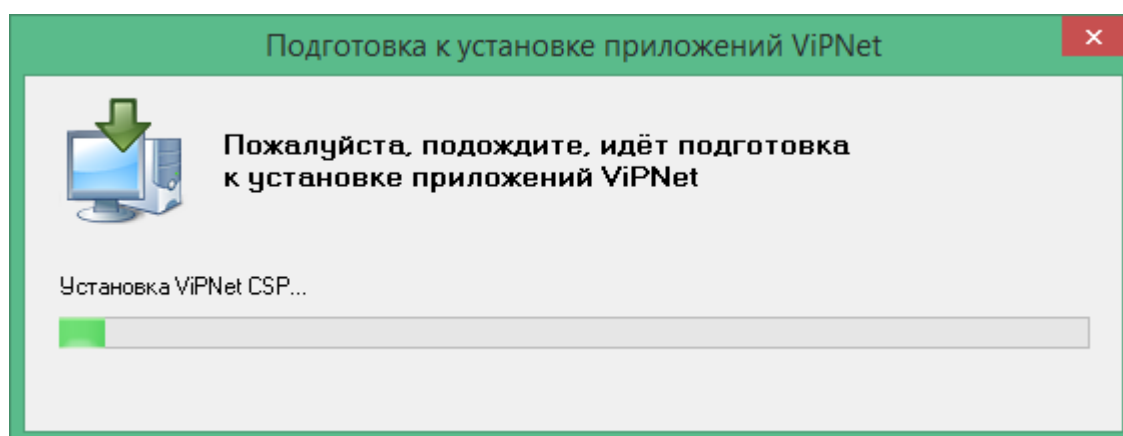 Подготовка к установке приложений ViPNet
Пожалуйста, подождите, идёт подготовка
к установке приложений ViPNet
Установка ViPNet CSP...